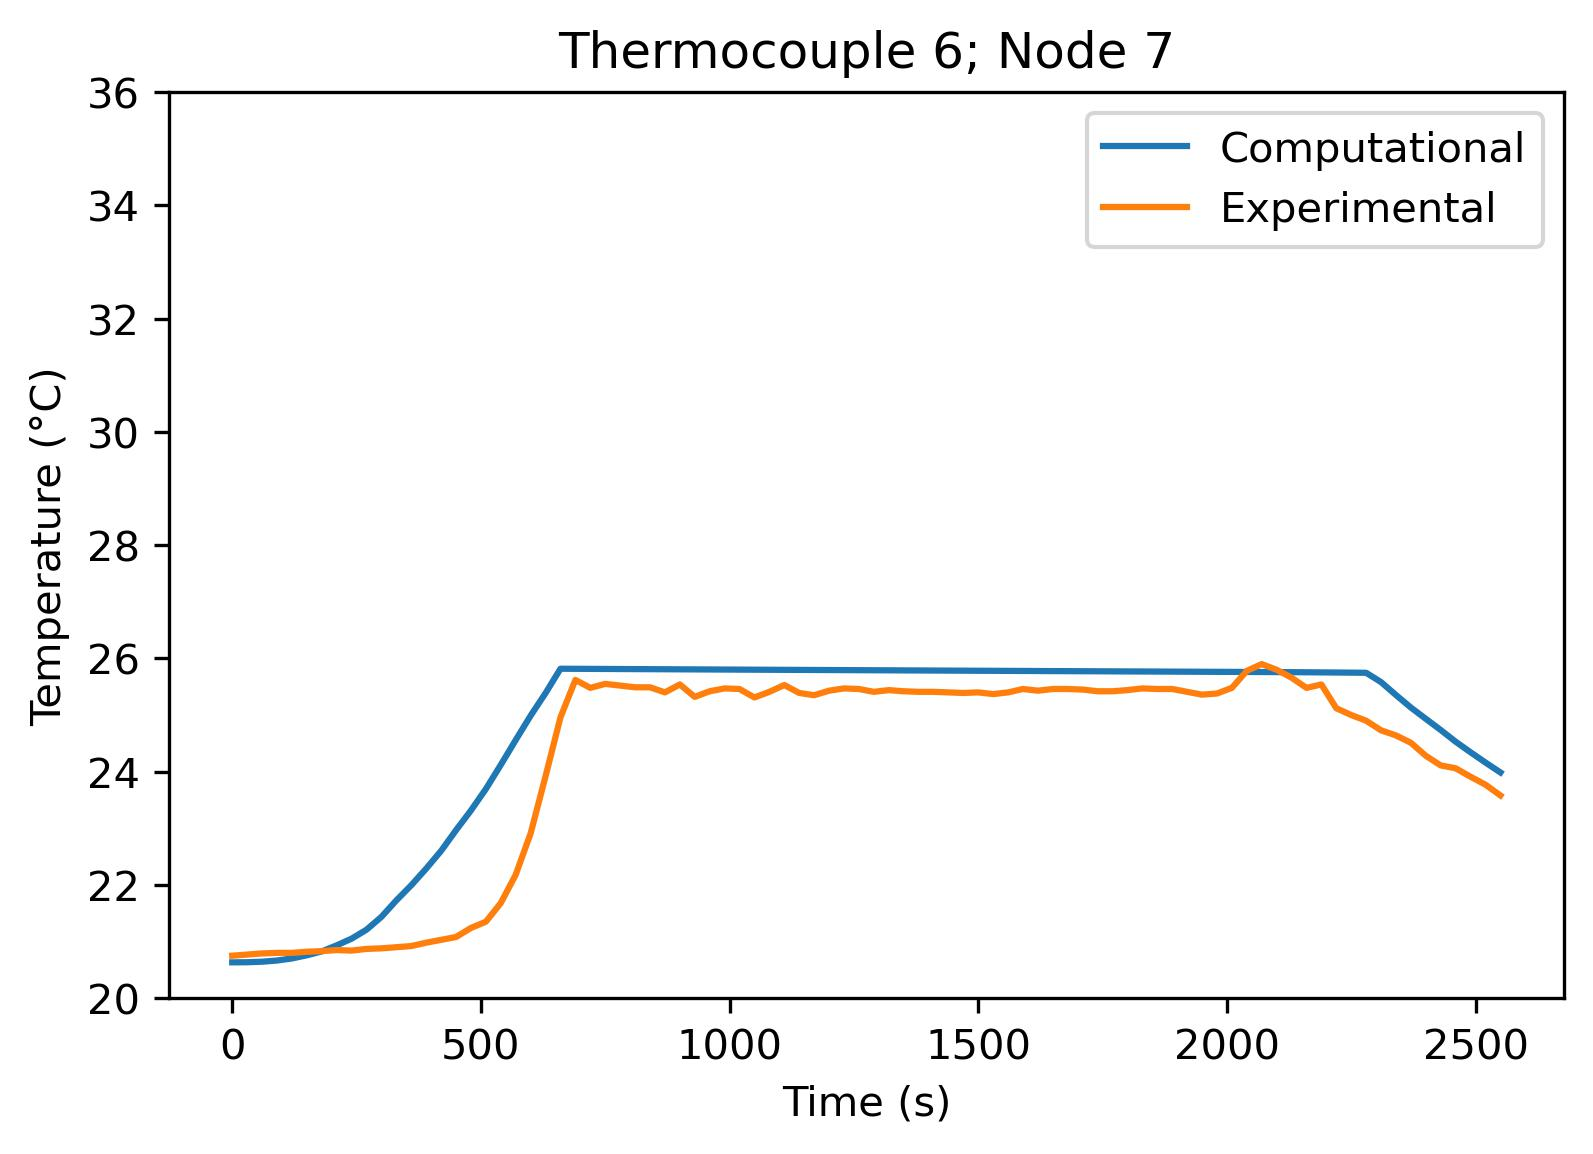 Thermocouple 6; Node 7
Computational
Experimental
Temperature (°C)
36
34
32
30
28
26
24
22
20
0 500 1000 1500 2000 2500
Time (s)